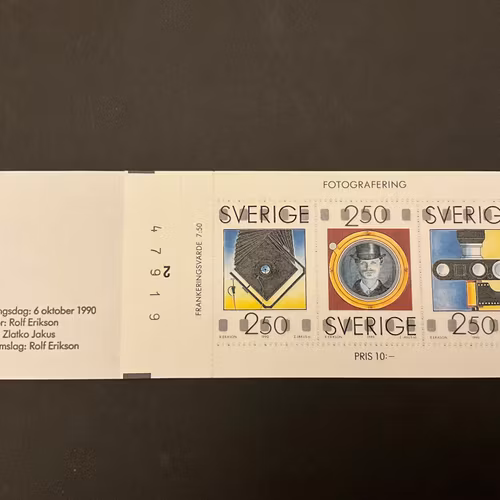 FOTOGRAFERING
SVERIGE 250 SVERIGE
250 SVERIGE 250
PRIS 10:–
FRANKERINGSVÄRDE 7:50
47919
2
ngsdag: 6 oktober 1990
r: Rolf Erikson
Zlatko Jakus
mslag: Rolf Erikson